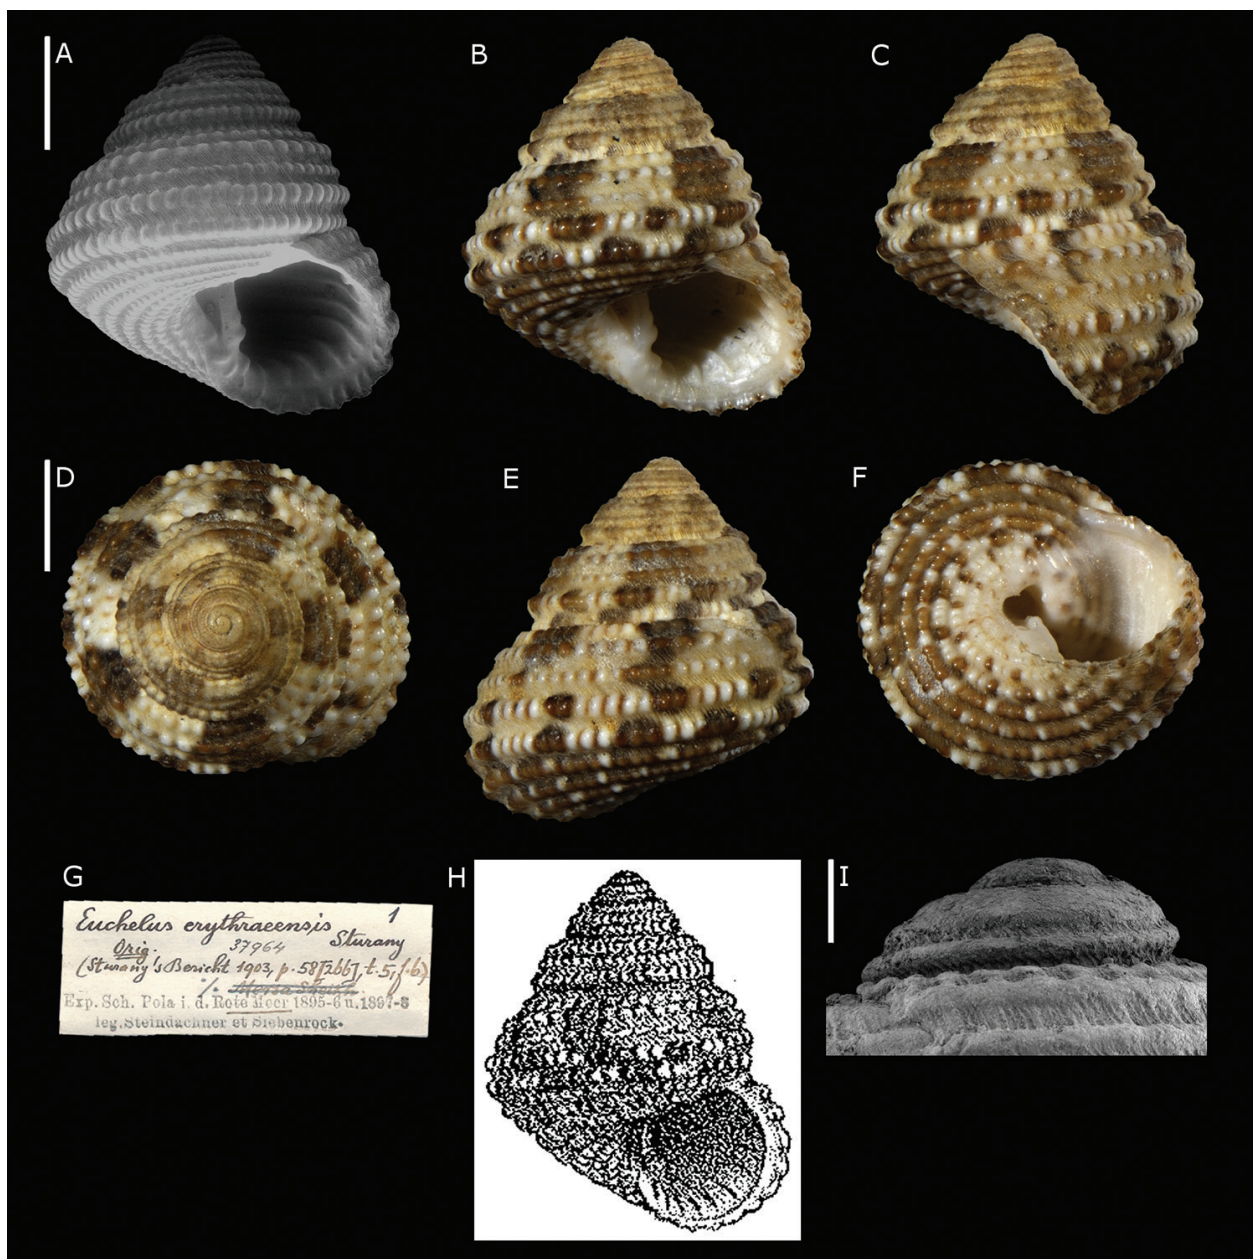 A
B
C
D
E
F
G
Euchelus erythraeensis 1
Orig. 37964 Sturany
(Sturany's Bericht 1903, p. 58[266], t. 5, f. 6)
Mersa
Exp. Sch. Pola i. d. Rote Meer 1895-6 u. 1897-8
leg. Steindachner et Siebenrock.
H
I